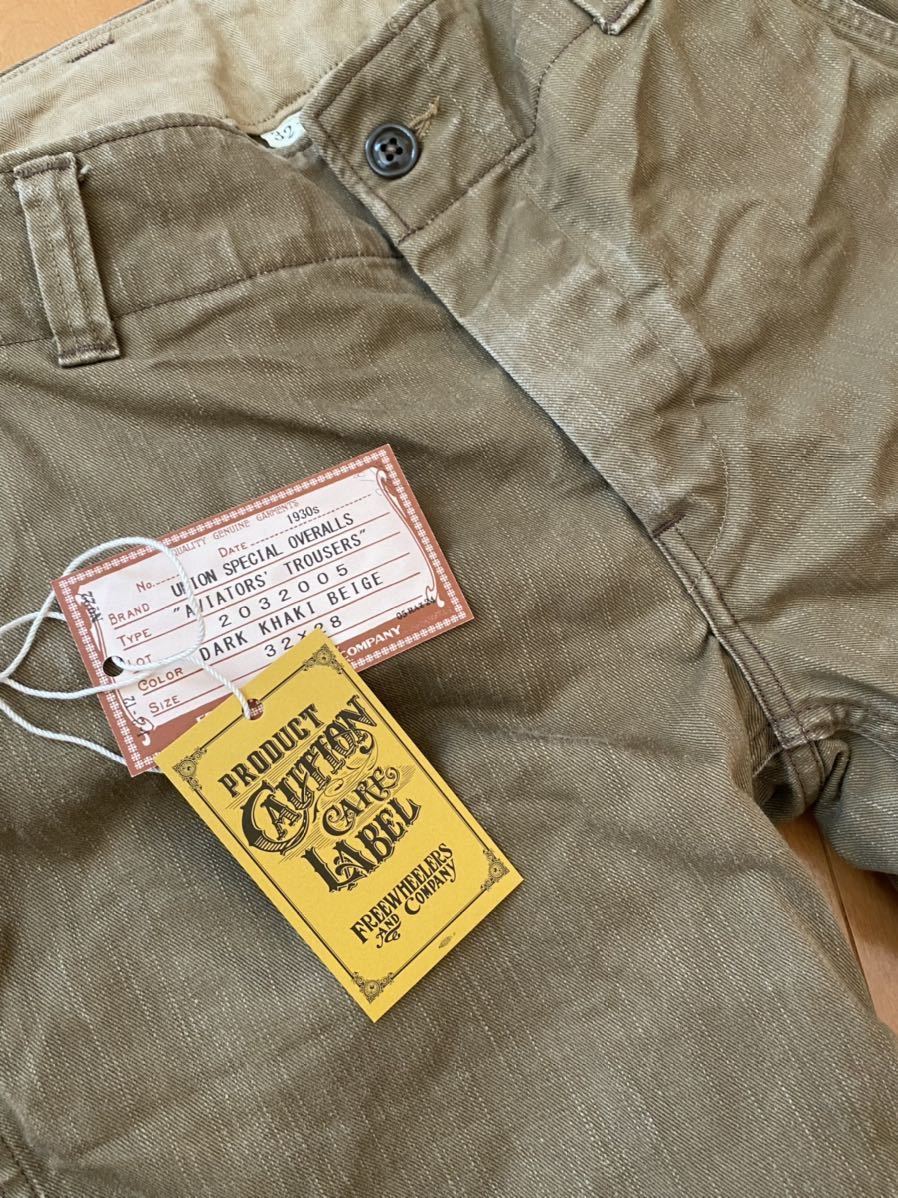 32
QUALITY GENUINE GARMENTS
No. DATE 1930s
BRAND UNION SPECIAL OVERALLS
TYPE "AVIATORS' TROUSERS"
LOT 2032005
COLOR DARK KHAKI BEIGE
SIZE 32×28
COMPANY
PRODUCT
CAUTION
CARE
LABEL
FREEWHEELERS
AND COMPANY